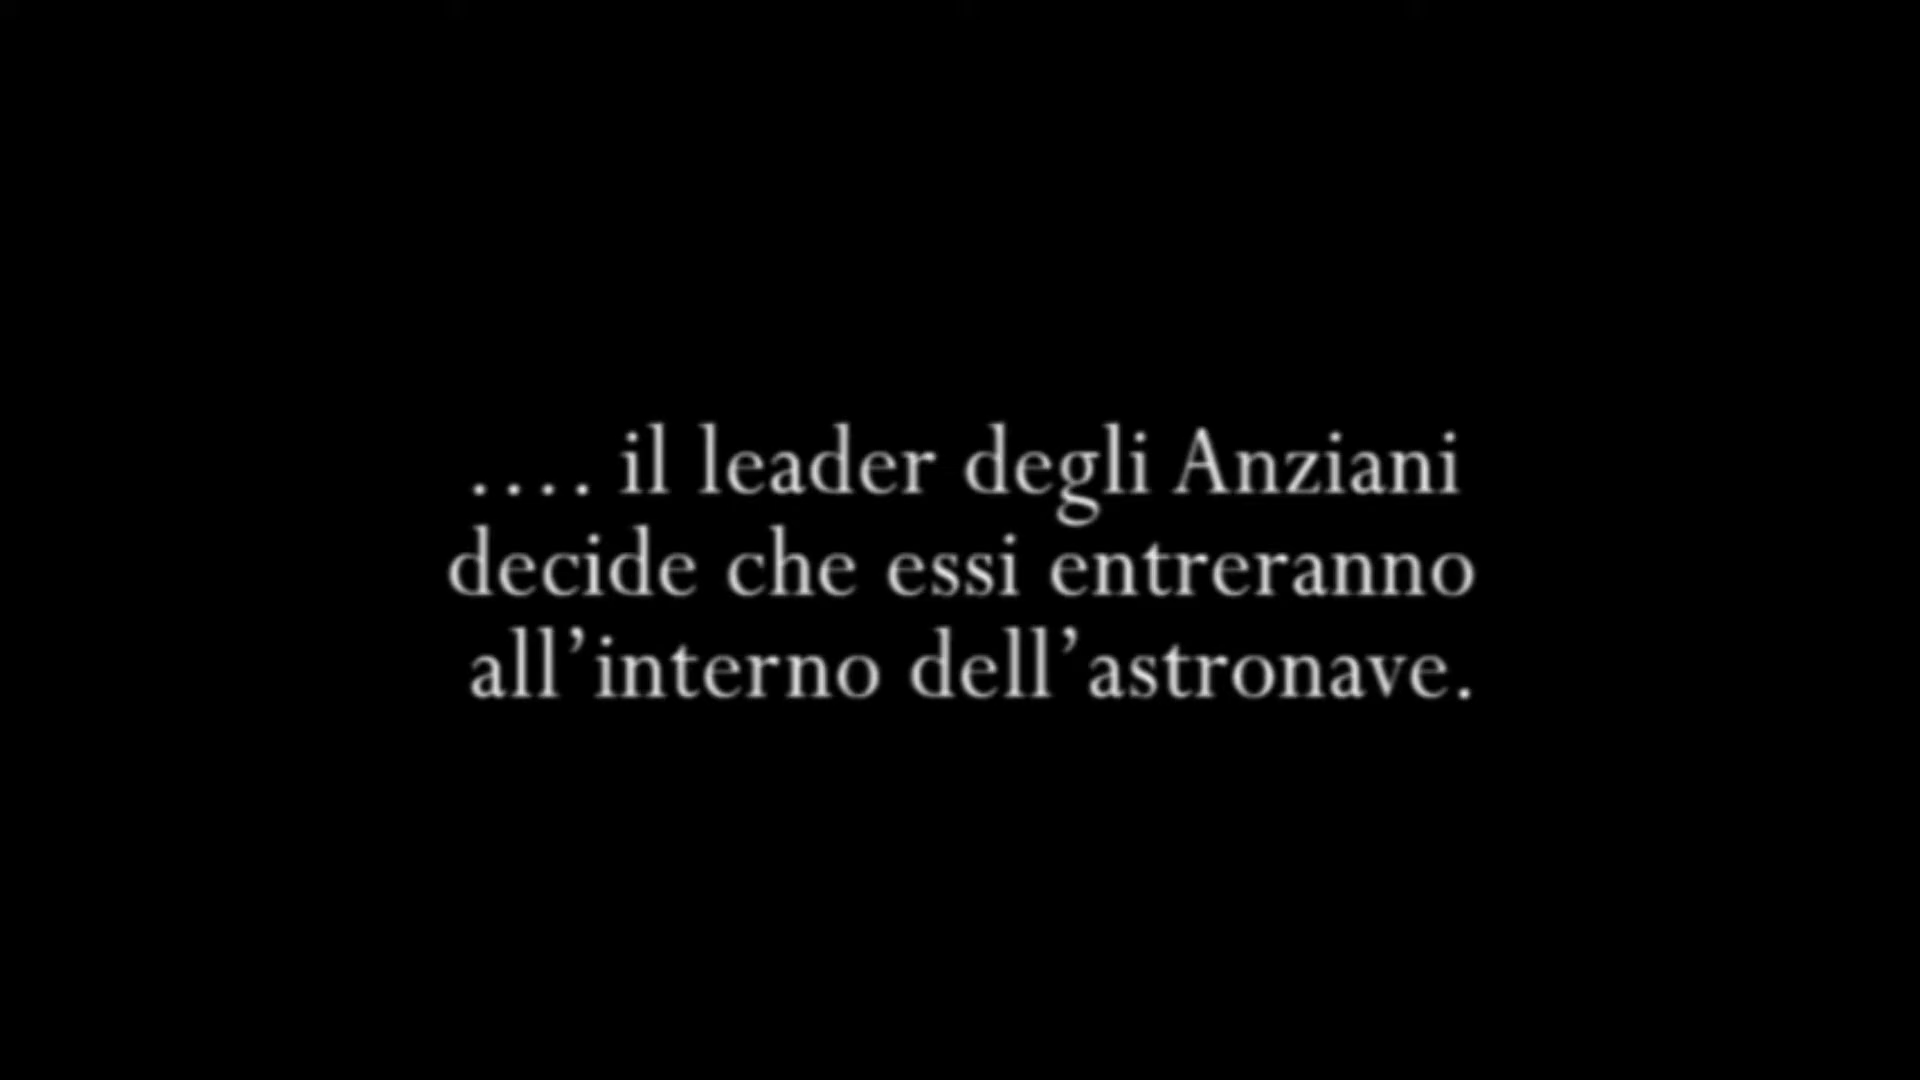 .... il leader degli Anziani
decide che essi entreranno
all’interno dell’astronave.